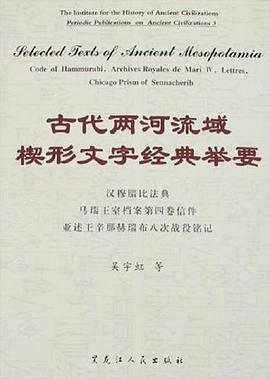 The Institute for the History of Ancient Civilizations
Periodic Publications on Ancient Civilizations 3
Selected Texts of Ancient Mesopotamia
Code of Hammurabi, Archives Royales de Mari IV, Lettres,
Chicago Prism of Sennacherib
古代两河流域
楔形文字经典举要
汉穆腊比法典
马瑞王室档案第四卷信件
亚述王辛那赫瑞布八次战役铭记
吴宇虹 等
黑龙江人民出版社